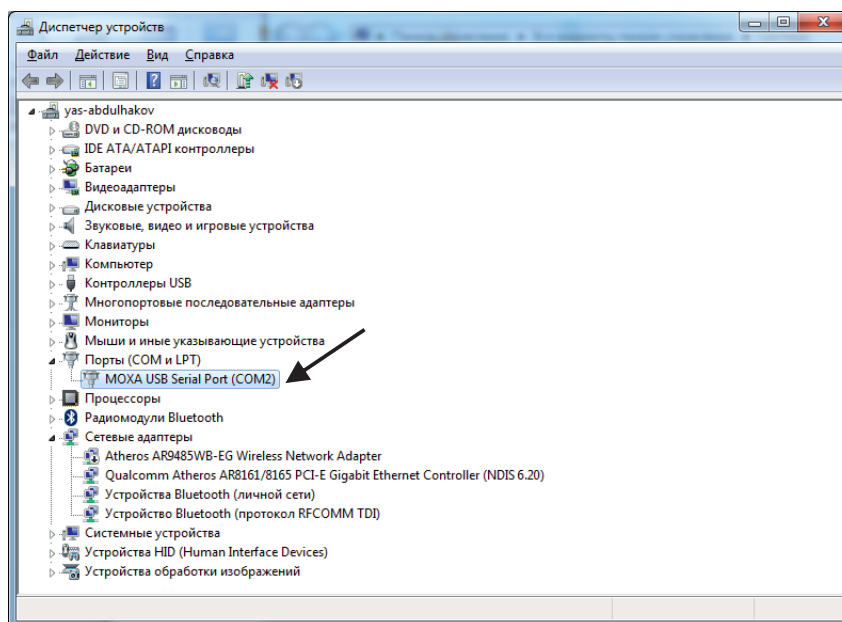 Диспетчер устройств
Файл Действие Вид Справка
yas-abdulhakov
DVD и CD-ROM дисководы
IDE ATA/ATAPI контроллеры
Батареи
Видеоадаптеры
Дисковые устройства
Звуковые, видео и игровые устройства
Клавиатуры
Компьютер
Контроллеры USB
Многопортовые последовательные адаптеры
Мониторы
Мыши и иные указывающие устройства
Порты (COM и LPT)
MOXA USB Serial Port (COM2)
Процессоры
Радиомодули Bluetooth
Сетевые адаптеры
Atheros AR9485WB-EG Wireless Network Adapter
Qualcomm Atheros AR8161/8165 PCI-E Gigabit Ethernet Controller (NDIS 6.20)
Устройства Bluetooth (личной сети)
Устройство Bluetooth (протокол RFCOMM TDI)
Системные устройства
Устройства HID (Human Interface Devices)
Устройства обработки изображений